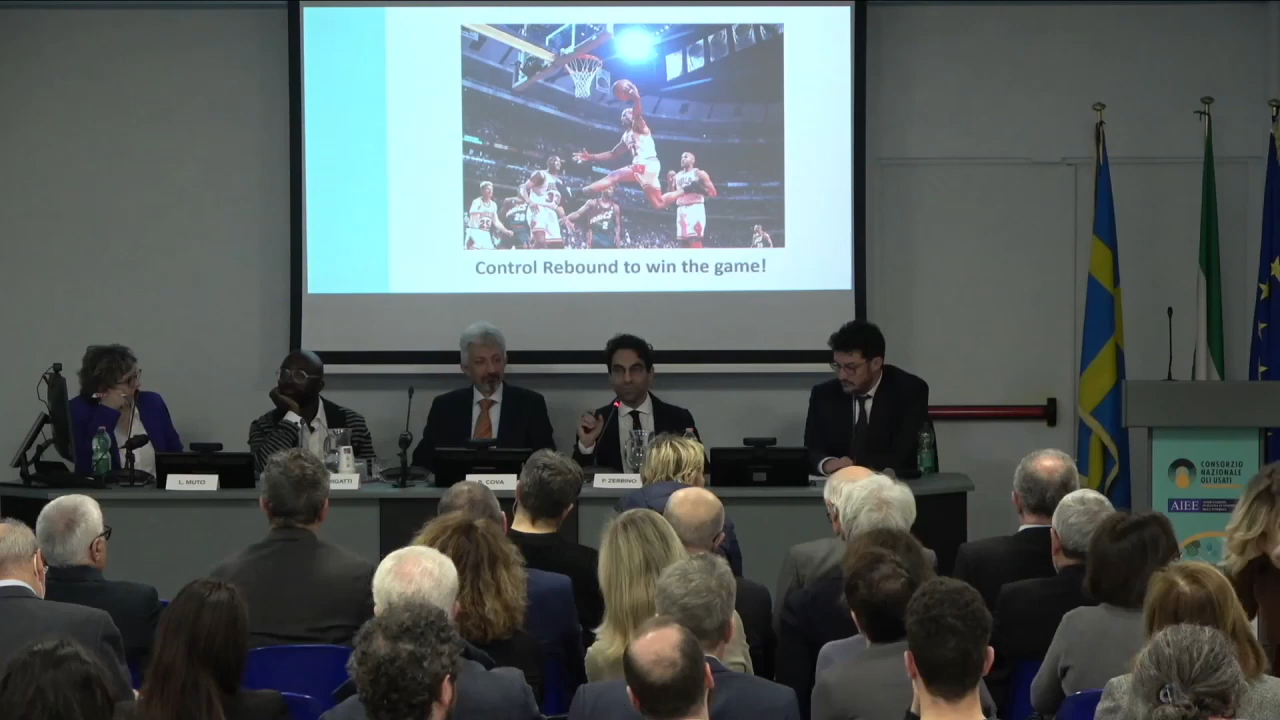 Control Rebound to win the game!
L. MUTO
R. COVA
P. ZERBINO
CONSORZIO
NAZIONALE
OLI USATI
AIEE